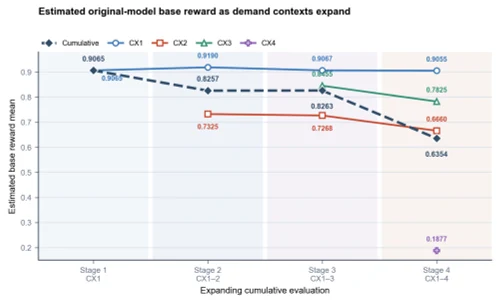 Estimated original-model base reward as demand contexts expand
Cumulative CX1 CX2 CX3 CX4
0.9065 0.9190 0.9067 0.9055
0.9065 0.8257 0.8455 0.7825
0.7325 0.8263 0.6660
0.7268 0.6354
0.1877
0.9
0.8
0.7
0.6
0.5
0.4
0.3
0.2
Estimated base reward mean
Stage 1 Stage 2 Stage 3 Stage 4
CX1 CX1–2 CX1–3 CX1–4
Expanding cumulative evaluation